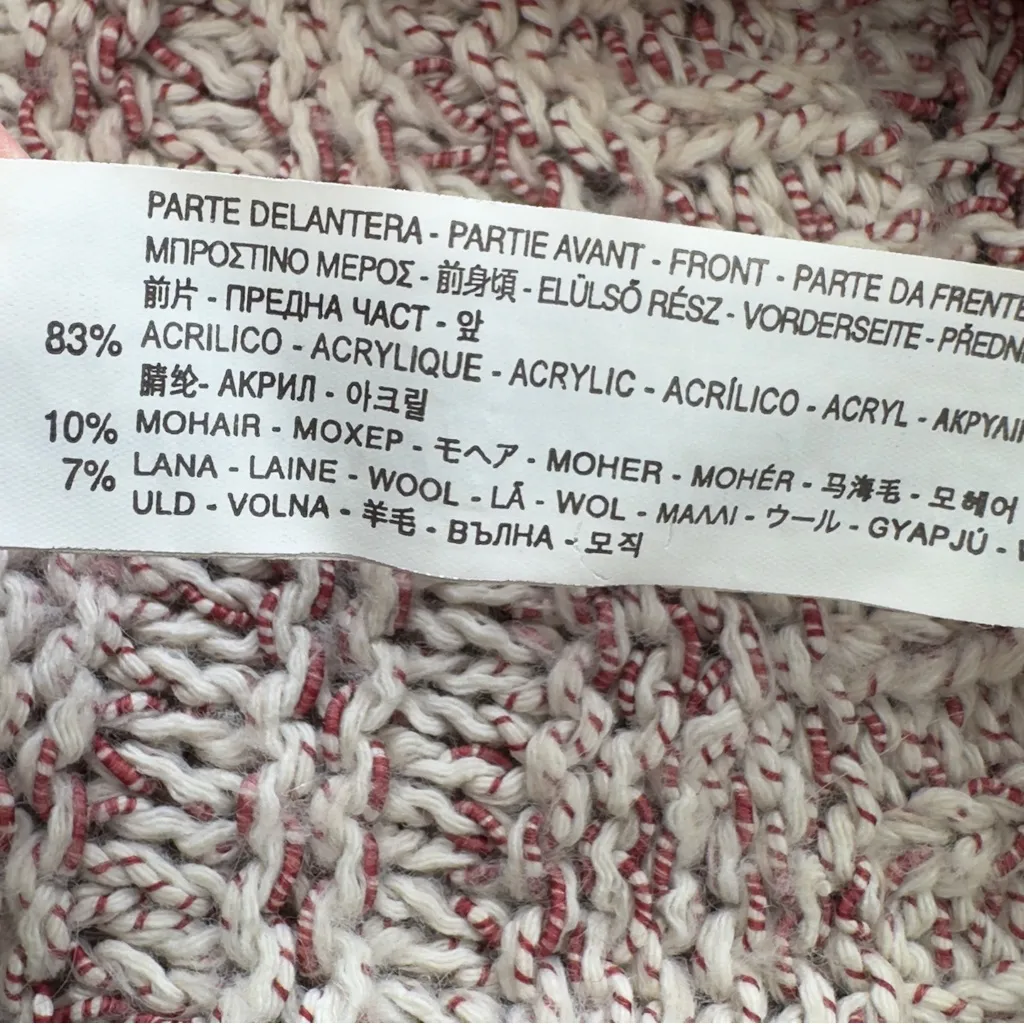 PARTE DELANTERA - PARTIE AVANT - FRONT - PARTE DA FRENTE
ΜΠΡΟΣΤΙΝΟ ΜΕΡΟΣ - 前身頃 - ELÜLSŐ RÉSZ - VORDERSEITE - PŘEDN
前片 - ПРЕДНА ЧАСТ - 앞
83% ACRILICO - ACRYLIQUE - ACRYLIC - ACRÍLICO - ACRYL - ΑΚΡΥΛΙΚ
腈纶- АКРИЛ - 아크릴
10% MOHAIR - МОХЕР - モヘア - MOHER - MOHÉR - 马海毛 - 모헤어
7% LANA - LAINE - WOOL - LÃ - WOL - ΜΑΛΛΙ - ウール - GYAPJÚ -
ULD - VOLNA - 羊毛 - ВЪЛНА - 모직